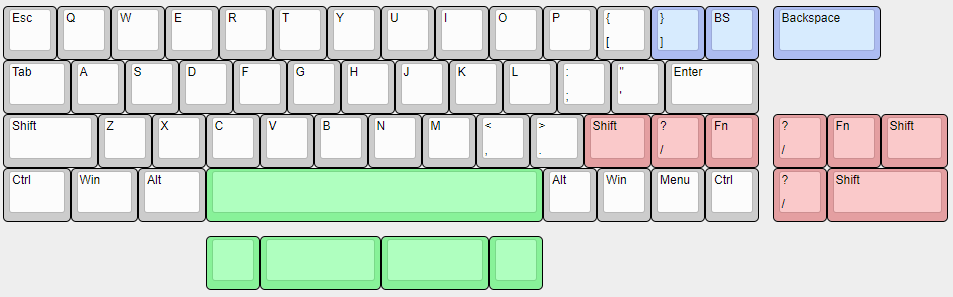 Esc Q W E R T Y U I O P { } BS Backspace
[ ]
Tab A S D F G H J K L : " Enter
; '
Shift Z X C V B N M < > Shift ? Fn ? Fn Shift
, . / /
Ctrl Win Alt Alt Win Menu Ctrl ? Shift
/